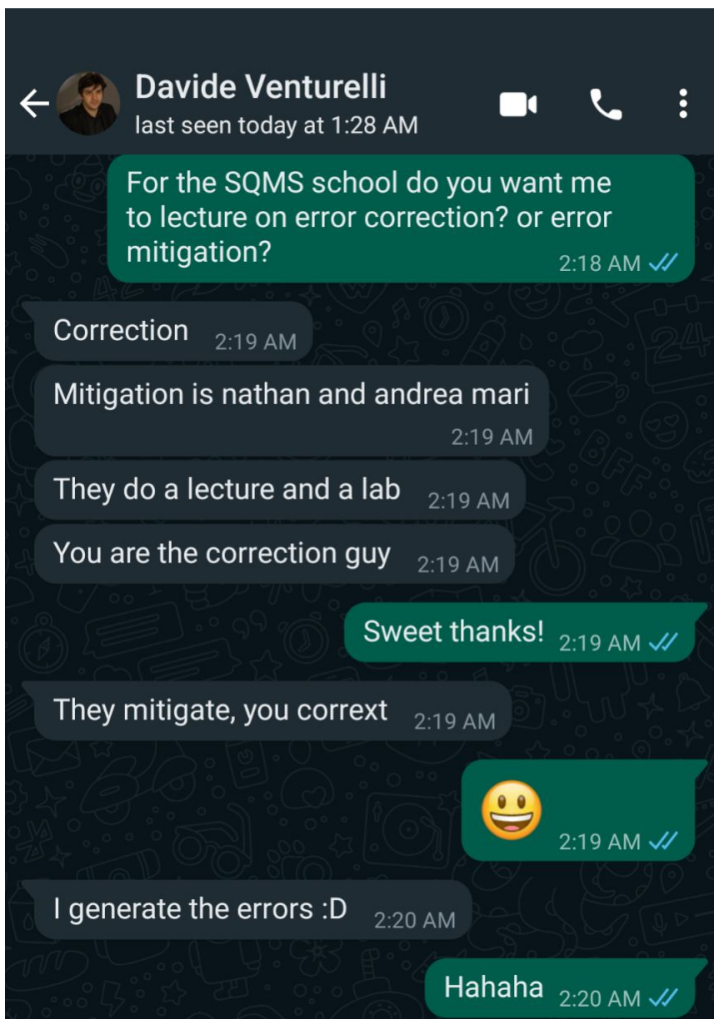 Davide Venturelli
last seen today at 1:28 AM
For the SQMS school do you want me
to lecture on error correction? or error
mitigation?
2:18 AM
Correction 2:19 AM
Mitigation is nathan and andrea mari
2:19 AM
They do a lecture and a lab 2:19 AM
You are the correction guy 2:19 AM
Sweet thanks! 2:19 AM
They mitigate, you corrext 2:19 AM
2:19 AM
I generate the errors :D 2:20 AM
Hahaha 2:20 AM